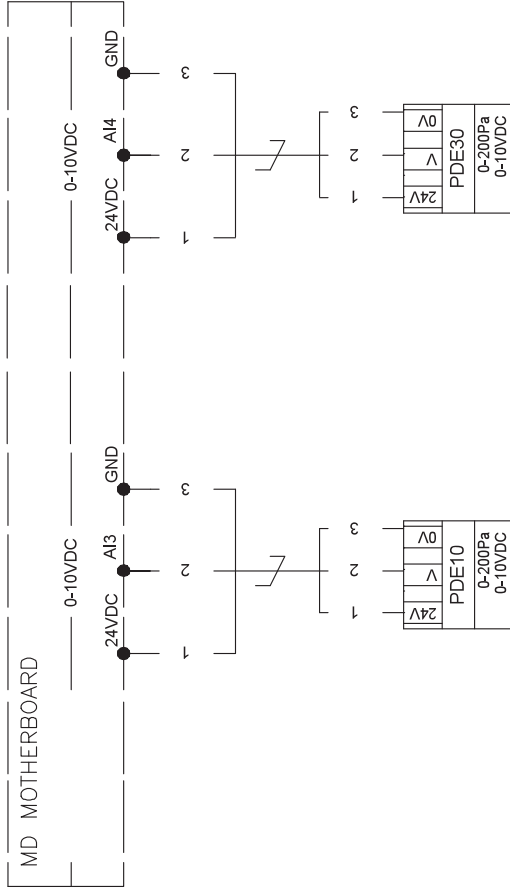 MD MOTHERBOARD
0-10VDC
0-10VDC
24VDC
AI3
GND
24VDC
AI4
GND
1
2
3
1
2
3
1
2
3
1
2
3
24V
V
0V
24V
V
0V
PDE10
PDE30
0-200Pa
0-10VDC
0-200Pa
0-10VDC